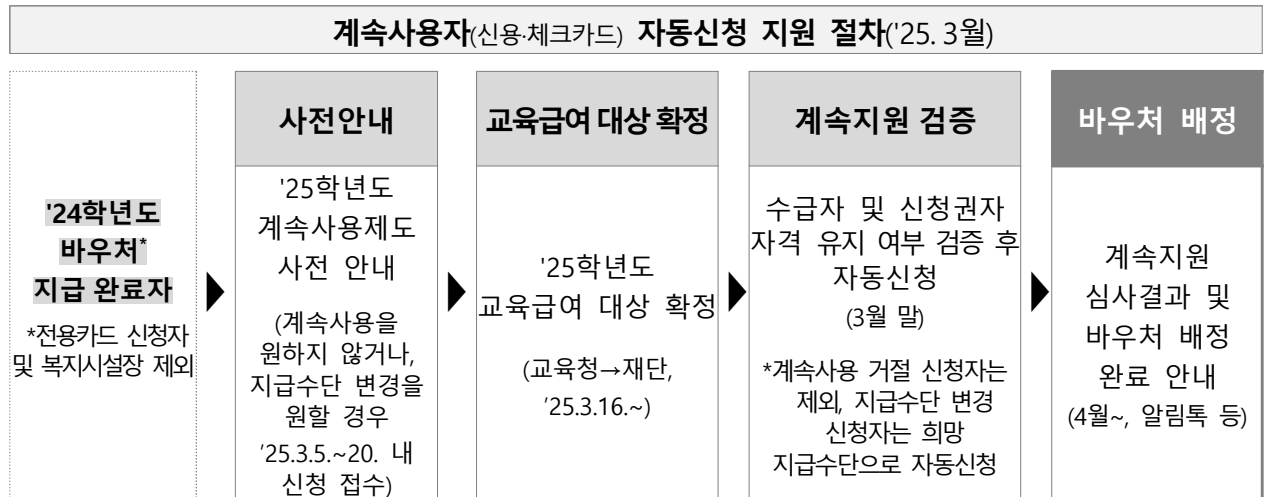 계속사용자(신용·체크카드) 자동신청 지원 절차('25. 3월)
'24학년도
바우처*
지급 완료자
*전용카드 신청자
및 복지시설장 제외
사전안내
'25학년도
계속사용제도
사전 안내
(계속사용을
원하지 않거나,
지급수단 변경을
원할 경우
'25.3.5.~20. 내
신청 접수)
교육급여 대상 확정
'25학년도
교육급여 대상 확정
(교육청→재단,
'25.3.16.~)
계속지원 검증
수급자 및 신청권자
자격 유지 여부 검증 후
자동신청
(3월 말)
*계속사용 거절 신청자는
제외, 지급수단 변경
신청자는 희망
지급수단으로 자동신청
바우처 배정
계속지원
심사결과 및
바우처 배정
완료 안내
(4월~, 알림톡 등)